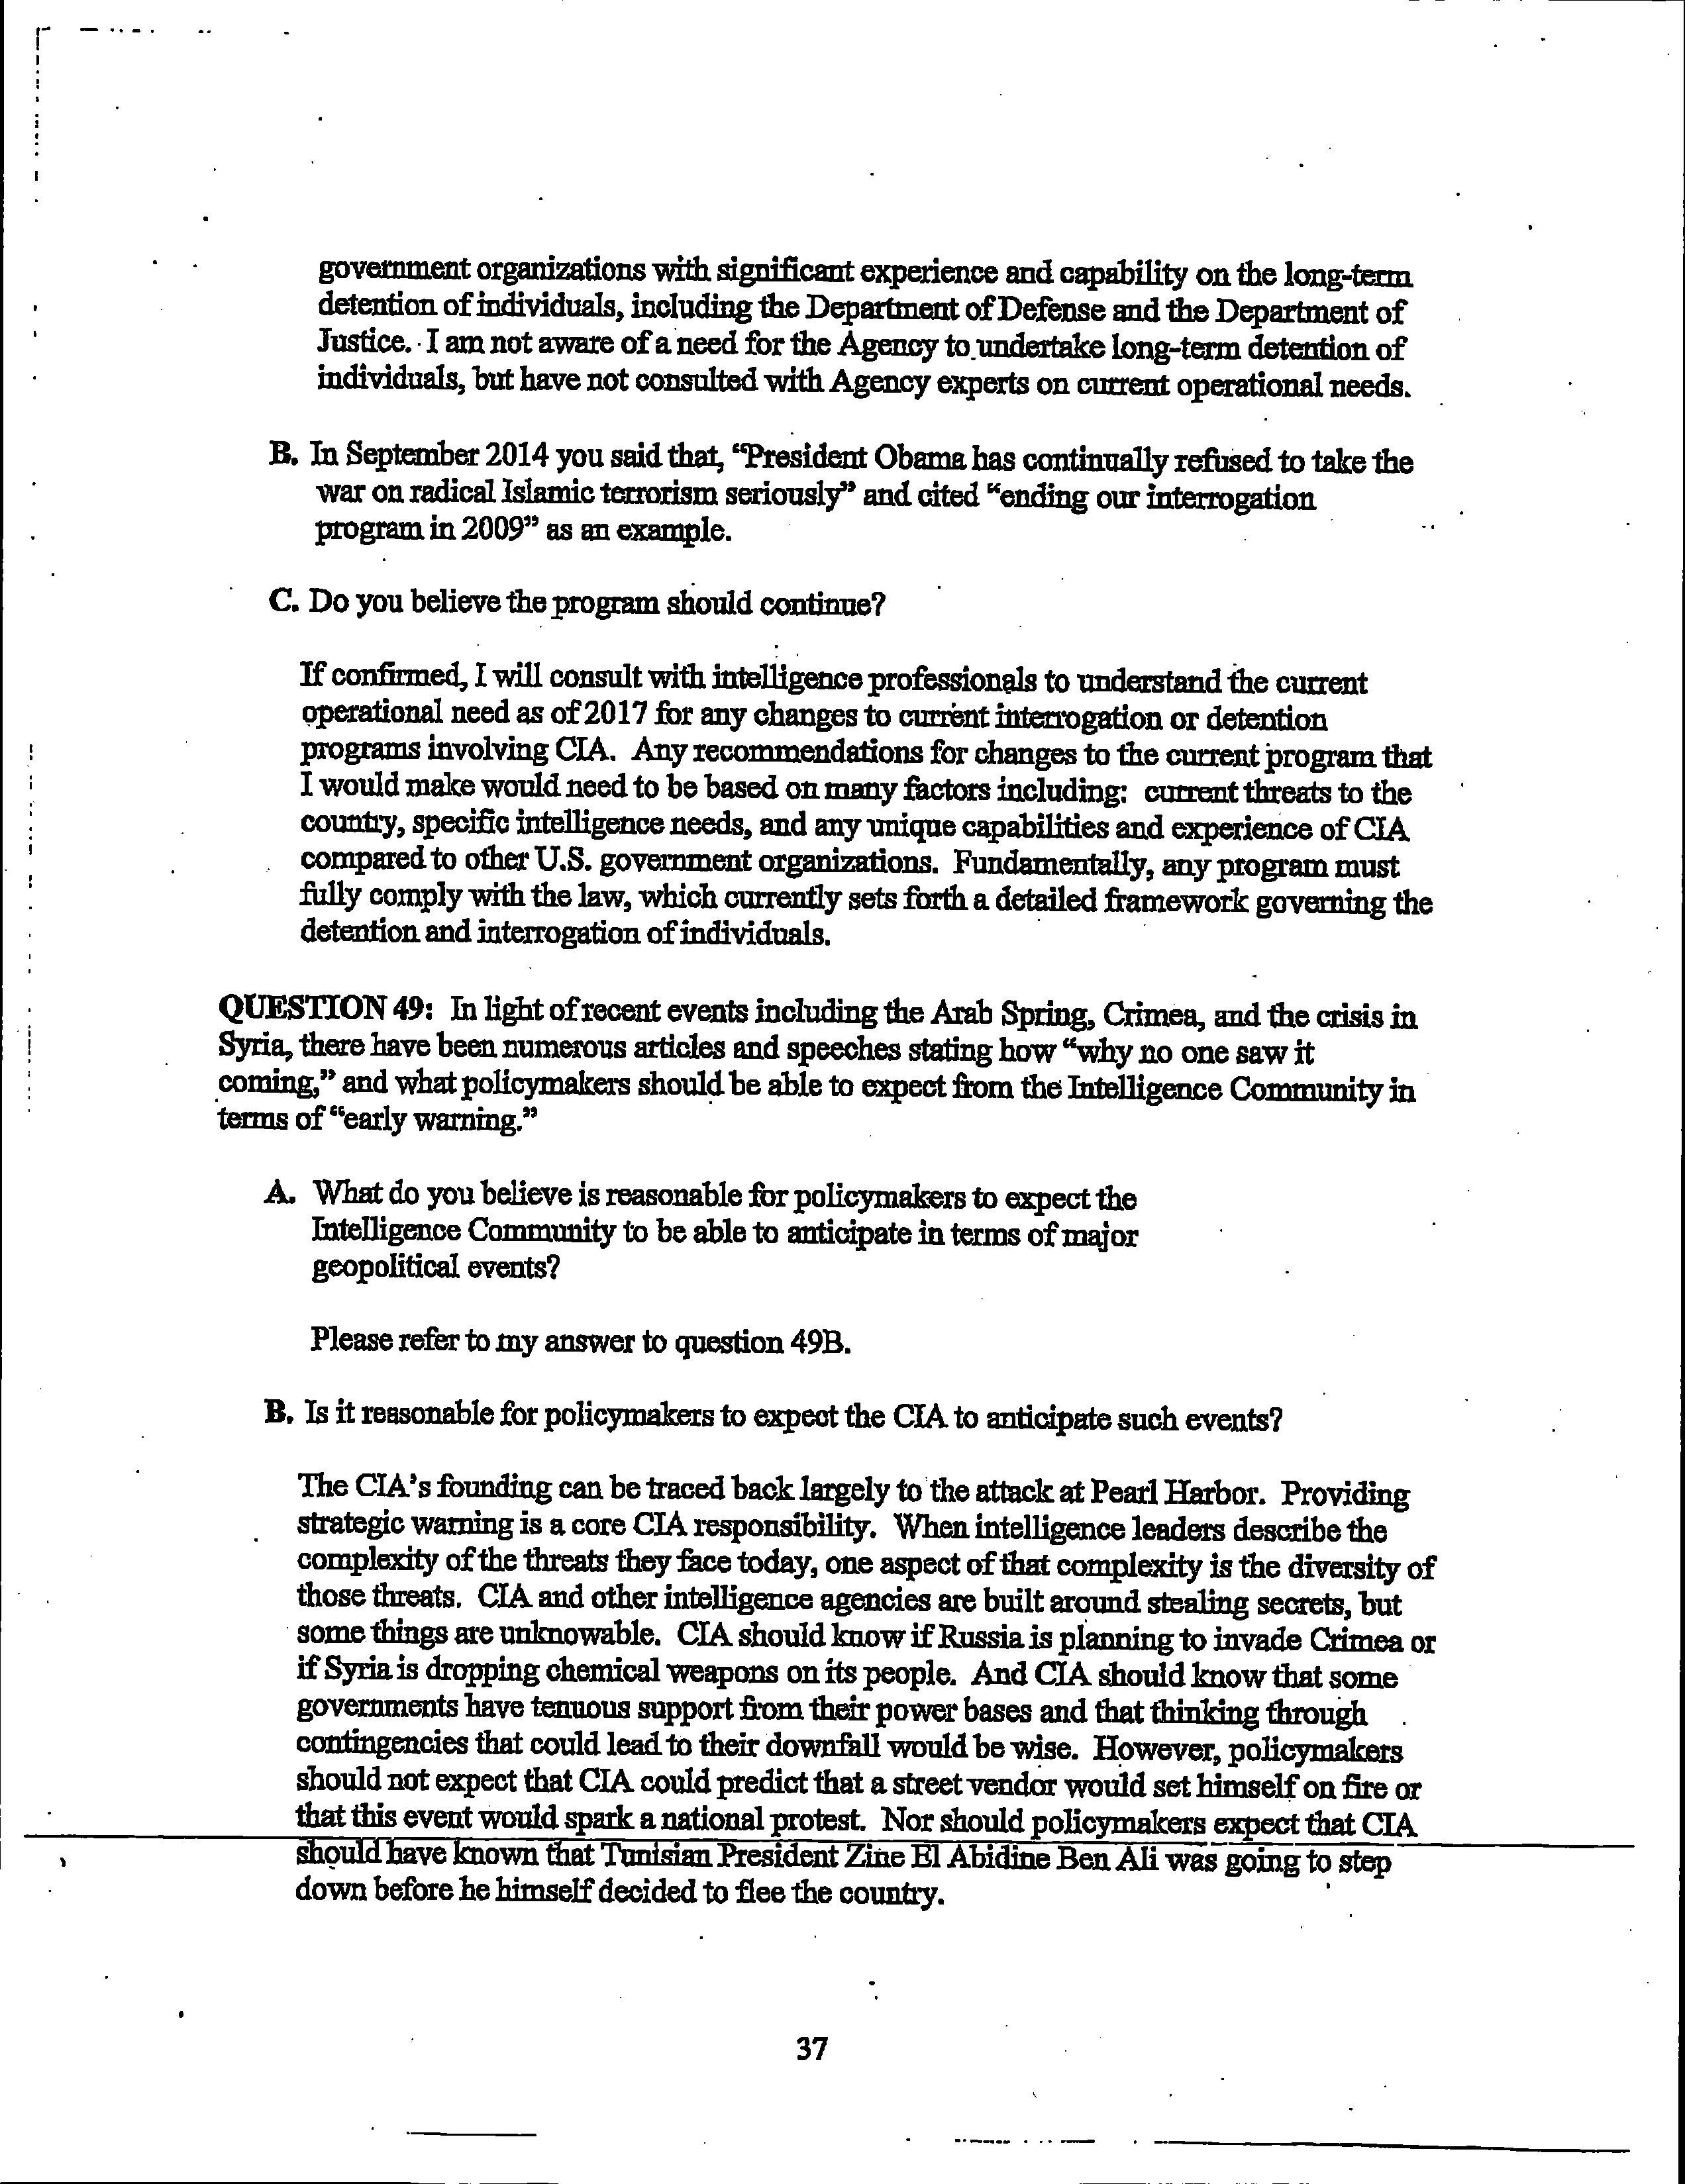 government organizations with significant experience and capability on the long-term
detention of individuals, including the Department of Defense and the Department of
Justice. I am not aware of a need for the Agency to undertake long-term detention of
individuals, but have not consulted with Agency experts on current operational needs.
B. In September 2014 you said that, “President Obama has continually refused to take the
war on radical Islamic terrorism seriously” and cited “ending our interrogation
program in 2009” as an example.
C. Do you believe the program should continue?
If confirmed, I will consult with intelligence professionals to understand the current
operational need as of 2017 for any changes to current interrogation or detention
programs involving CIA. Any recommendations for changes to the current program that
I would make would need to be based on many factors including: current threats to the
country, specific intelligence needs, and any unique capabilities and experience of CIA
compared to other U.S. government organizations. Fundamentally, any program must
fully comply with the law, which currently sets forth a detailed framework governing the
detention and interrogation of individuals.
QUESTION 49: In light of recent events including the Arab Spring, Crimea, and the crisis in
Syria, there have been numerous articles and speeches stating how “why no one saw it
coming,” and what policymakers should be able to expect from the Intelligence Community in
terms of “early warning.”
A. What do you believe is reasonable for policymakers to expect the
Intelligence Community to be able to anticipate in terms of major
geopolitical events?
Please refer to my answer to question 49B.
B. Is it reasonable for policymakers to expect the CIA to anticipate such events?
The CIA’s founding can be traced back largely to the attack at Pearl Harbor. Providing
strategic warning is a core CIA responsibility. When intelligence leaders describe the
complexity of the threats they face today, one aspect of that complexity is the diversity of
those threats. CIA and other intelligence agencies are built around stealing secrets, but
some things are unknowable. CIA should know if Russia is planning to invade Crimea or
if Syria is dropping chemical weapons on its people. And CIA should know that some
governments have tenuous support from their power bases and that thinking through
contingencies that could lead to their downfall would be wise. However, policymakers
should not expect that CIA could predict that a street vendor would set himself on fire or
that this event would spark a national protest. Nor should policymakers expect that CIA
should have known that Tunisian President Zine El Abidine Ben Ali was going to step
down before he himself decided to flee the country.
37